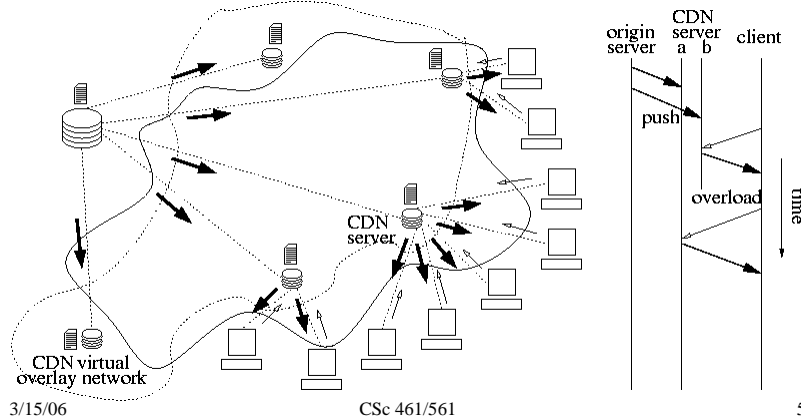 origin
server
CDN
server
a b
client
push
overload
time
CDN
server
CDN virtual
overlay network
3/15/06
CSc 461/561
5